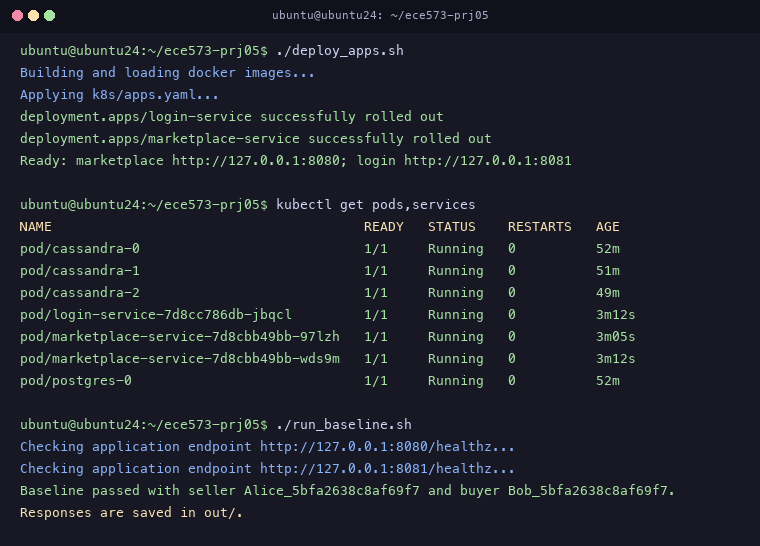 ubuntu@ubuntu24: ~/ece573-prj05
ubuntu@ubuntu24:~/ece573-prj05$ ./deploy_apps.sh
Building and loading docker images...
Applying k8s/apps.yaml...
deployment.apps/login-service successfully rolled out
deployment.apps/marketplace-service successfully rolled out
Ready: marketplace http://127.0.0.1:8080; login http://127.0.0.1:8081
ubuntu@ubuntu24:~/ece573-prj05$ kubectl get pods,services
NAME READY STATUS RESTARTS AGE
pod/cassandra-0 1/1 Running 0 52m
pod/cassandra-1 1/1 Running 0 51m
pod/cassandra-2 1/1 Running 0 49m
pod/login-service-7d8cc786db-jbqcl 1/1 Running 0 3m12s
pod/marketplace-service-7d8cbb49bb-97lzh 1/1 Running 0 3m05s
pod/marketplace-service-7d8cbb49bb-wds9m 1/1 Running 0 3m12s
pod/postgres-0 1/1 Running 0 52m
ubuntu@ubuntu24:~/ece573-prj05$ ./run_baseline.sh
Checking application endpoint http://127.0.0.1:8080/healthz...
Checking application endpoint http://127.0.0.1:8081/healthz...
Baseline passed with seller Alice_5bfa2638c8af69f7 and buyer Bob_5bfa2638c8af69f7.
Responses are saved in out/.